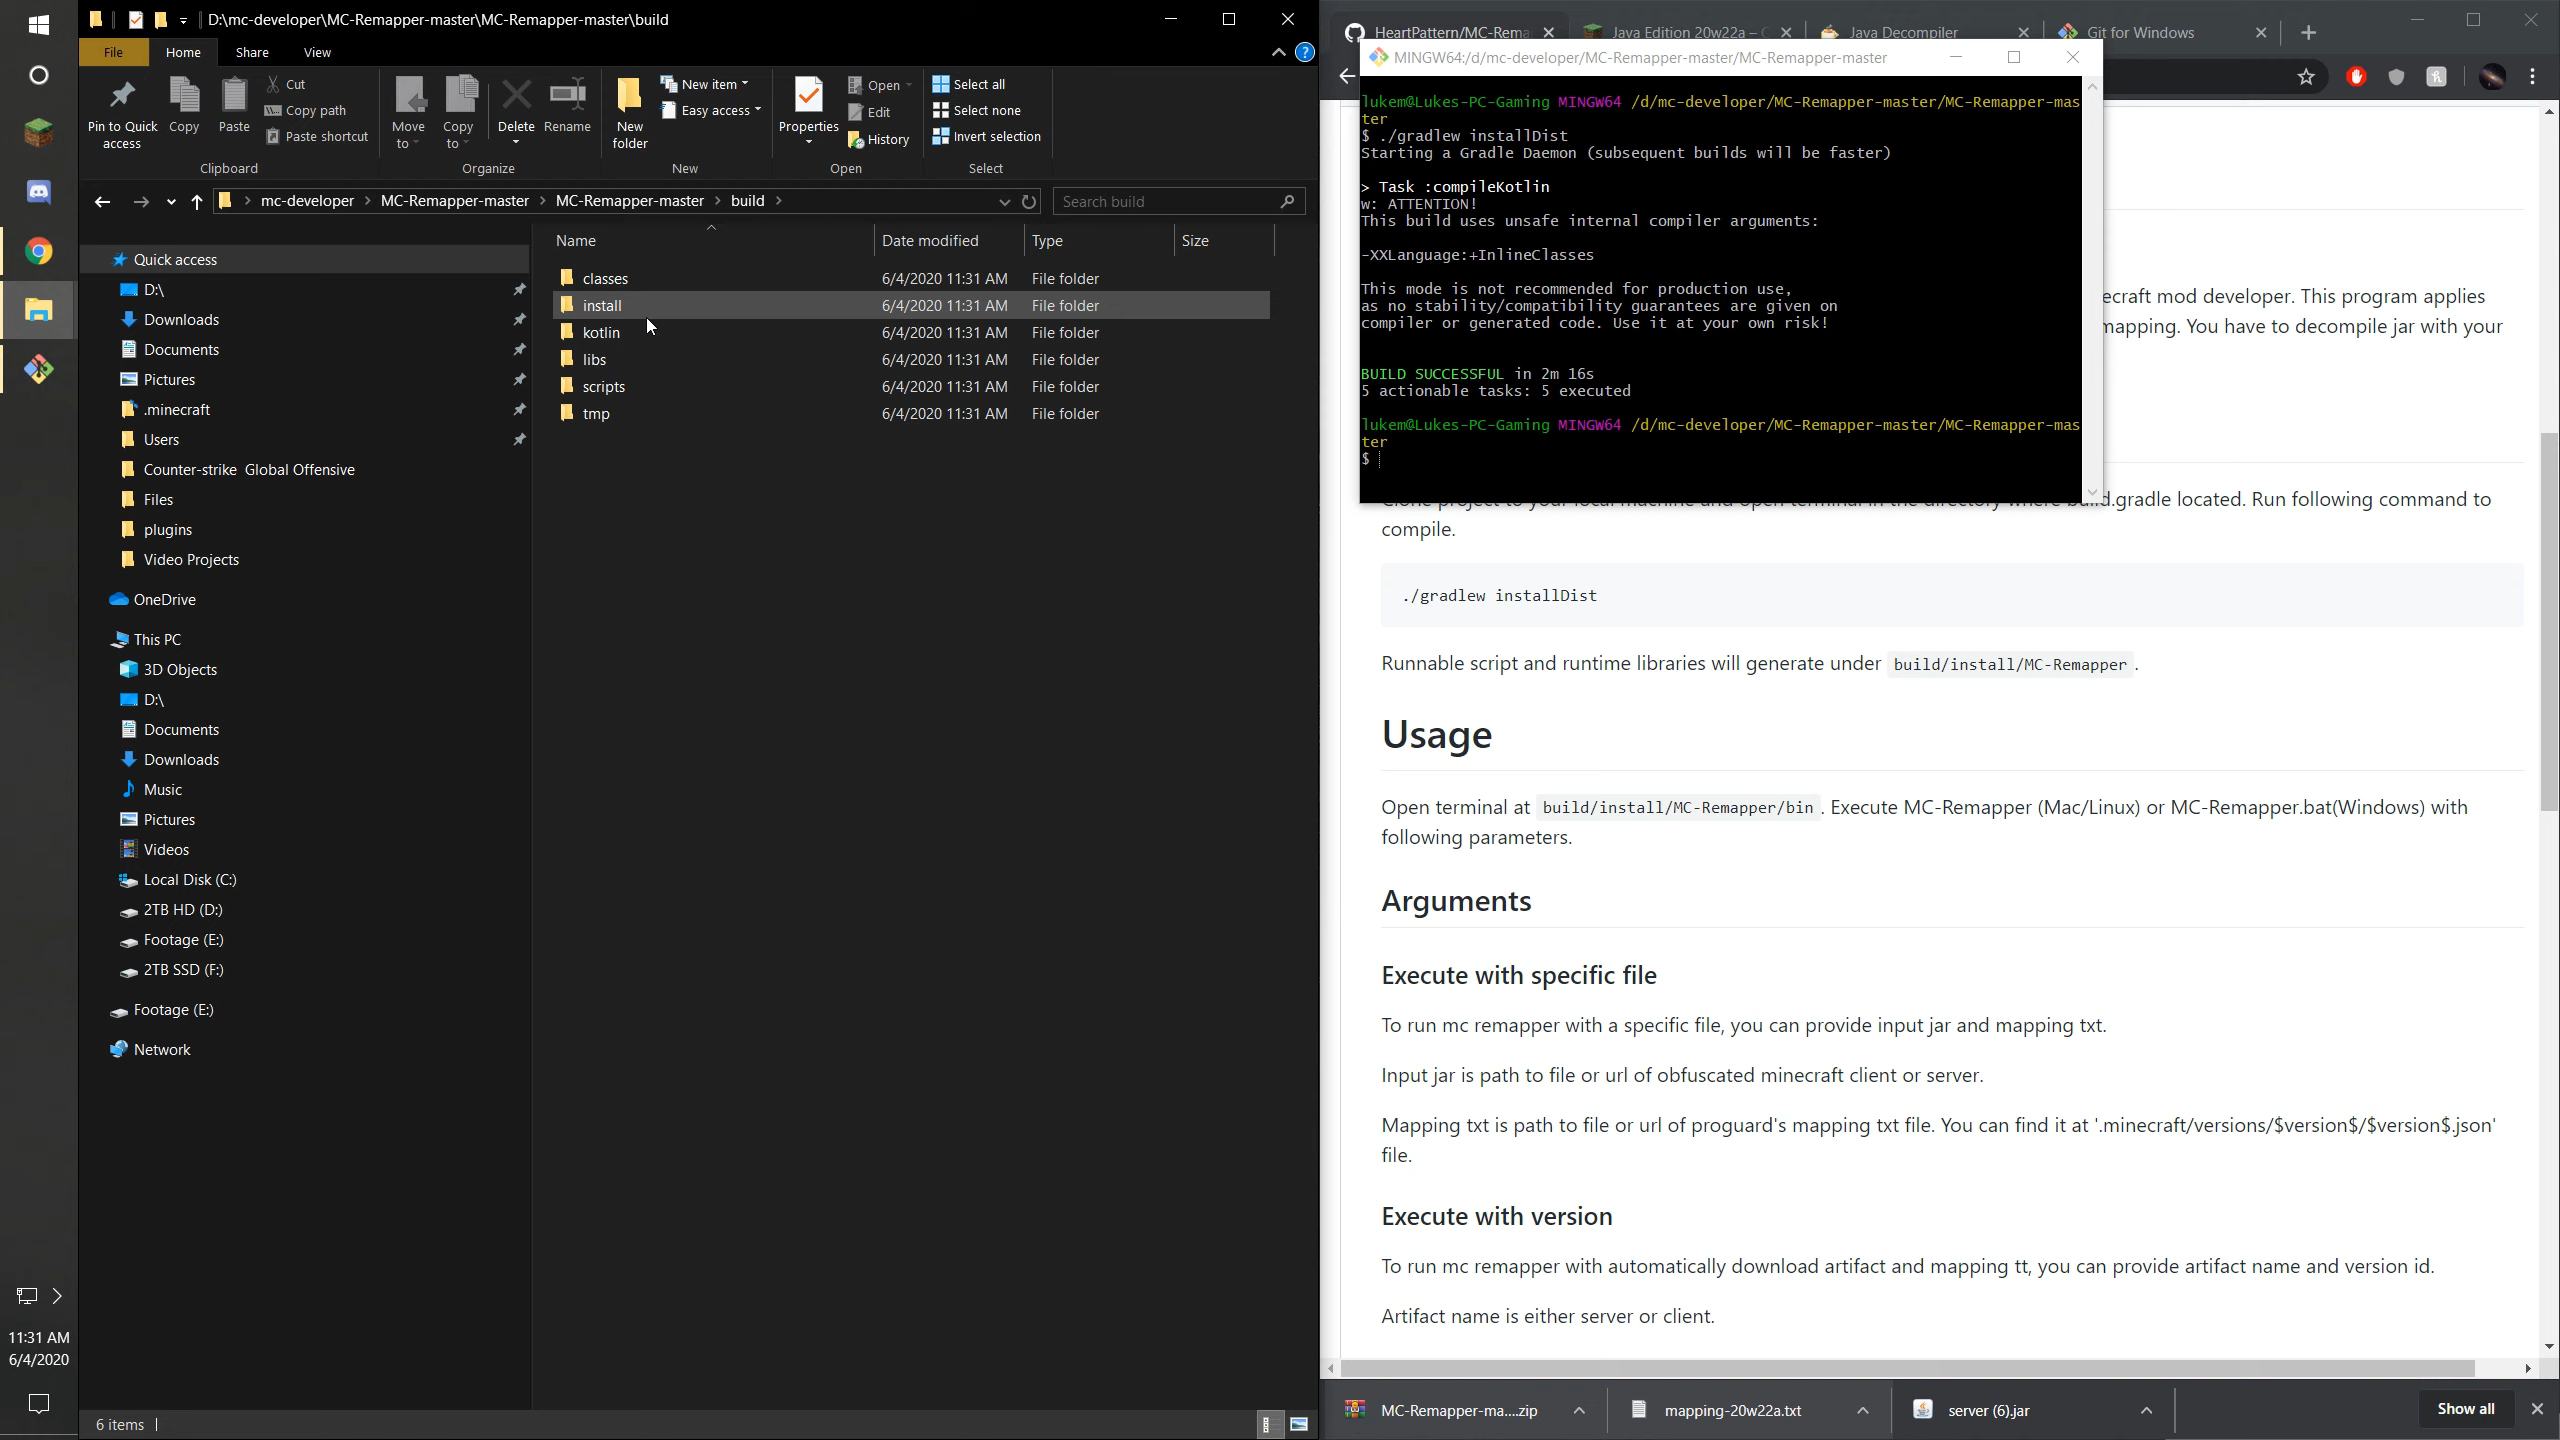 D:\mc-developer\MC-Remapper-master\MC-Remapper-master\build
File
Home
Share
View
Pin to Quick access
Copy
Paste
Cut
Copy path
Paste shortcut
Clipboard
Move to
Copy to
Delete
Rename
Organize
New folder
New item
Easy access
New
Properties
Open
Edit
History
Open
Select all
Select none
Invert selection
Select
mc-developer
MC-Remapper-master
MC-Remapper-master
build
Search build
Name
Date modified
Type
Size
classes 6/4/2020 11:31 AM File folder
install 6/4/2020 11:31 AM File folder
kotlin 6/4/2020 11:31 AM File folder
libs 6/4/2020 11:31 AM File folder
scripts 6/4/2020 11:31 AM File folder
tmp 6/4/2020 11:31 AM File folder
Quick access
D:\
Downloads
Documents
Pictures
.minecraft
Users
Counter-strike Global Offensive
Files
plugins
Video Projects
OneDrive
This PC
3D Objects
D:\
Documents
Downloads
Music
Pictures
Videos
Local Disk (C:)
2TB HD (D:)
Footage (E:)
2TB SSD (F:)
Footage (E:)
Network
6 items
11:31 AM
6/4/2020
HeartPattern/MC-Rema
Java Edition 20w22a –
Java Decompiler
Git for Windows
MINGW64:/d/mc-developer/MC-Remapper-master/MC-Remapper-master
lukem@Lukes-PC-Gaming MINGW64 /d/mc-developer/MC-Remapper-master/MC-Remapper-mas
ter
$ ./gradlew installDist
Starting a Gradle Daemon (subsequent builds will be faster)
> Task :compileKotlin
w: ATTENTION!
This build uses unsafe internal compiler arguments:
-XXLanguage:+InlineClasses
This mode is not recommended for production use,
as no stability/compatibility guarantees are given on
compiler or generated code. Use it at your own risk!
BUILD SUCCESSFUL in 2m 16s
5 actionable tasks: 5 executed
lukem@Lukes-PC-Gaming MINGW64 /d/mc-developer/MC-Remapper-master/MC-Remapper-mas
ter
$
ecraft mod developer. This program applies
mapping. You have to decompile jar with your
Clone project to your local machine and open terminal in the directory where build.gradle located. Run following command to
compile.
./gradlew installDist
Runnable script and runtime libraries will generate under build/install/MC-Remapper .
Usage
Open terminal at build/install/MC-Remapper/bin . Execute MC-Remapper (Mac/Linux) or MC-Remapper.bat(Windows) with
following parameters.
Arguments
Execute with specific file
To run mc remapper with a specific file, you can provide input jar and mapping txt.
Input jar is path to file or url of obfuscated minecraft client or server.
Mapping txt is path to file or url of proguard's mapping txt file. You can find it at '.minecraft/versions/$version$/$version$.json'
file.
Execute with version
To run mc remapper with automatically download artifact and mapping tt, you can provide artifact name and version id.
Artifact name is either server or client.
MC-Remapper-ma....zip
mapping-20w22a.txt
server (6).jar
Show all